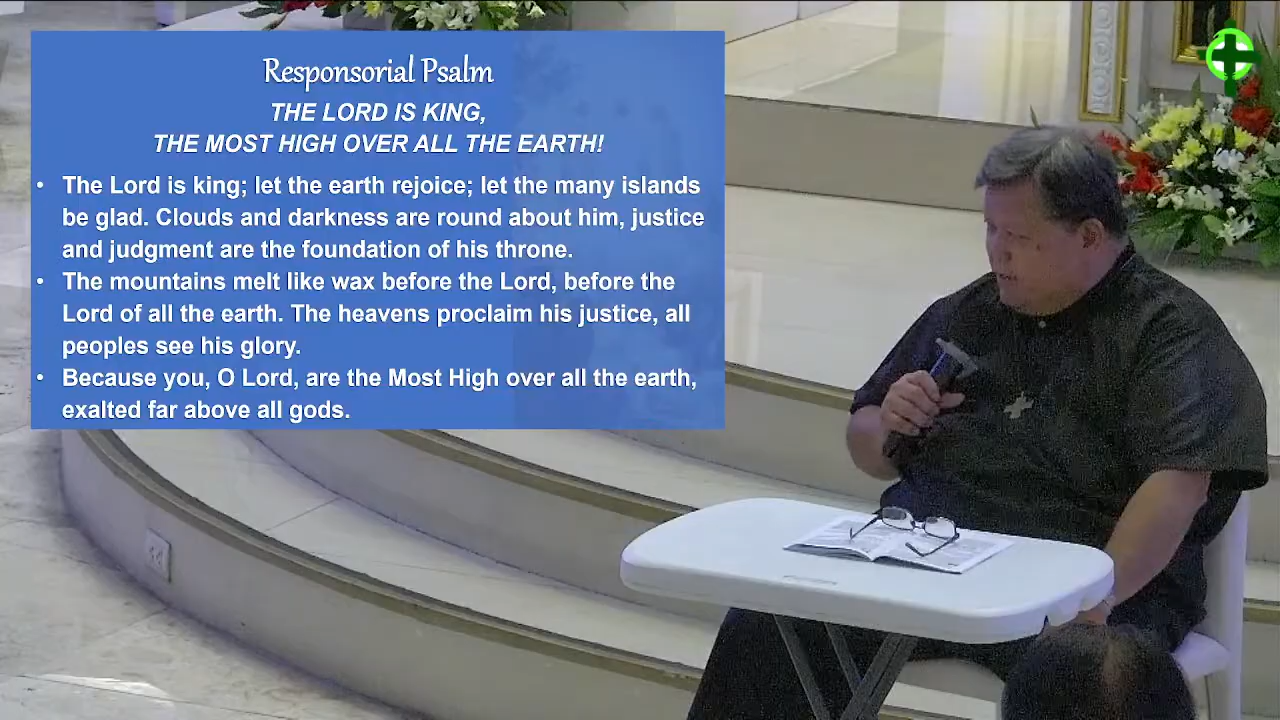 Responsorial Psalm
THE LORD IS KING,
THE MOST HIGH OVER ALL THE EARTH!
• The Lord is king; let the earth rejoice; let the many islands
be glad. Clouds and darkness are round about him, justice
and judgment are the foundation of his throne.
• The mountains melt like wax before the Lord, before the
Lord of all the earth. The heavens proclaim his justice, all
peoples see his glory.
• Because you, O Lord, are the Most High over all the earth,
exalted far above all gods.